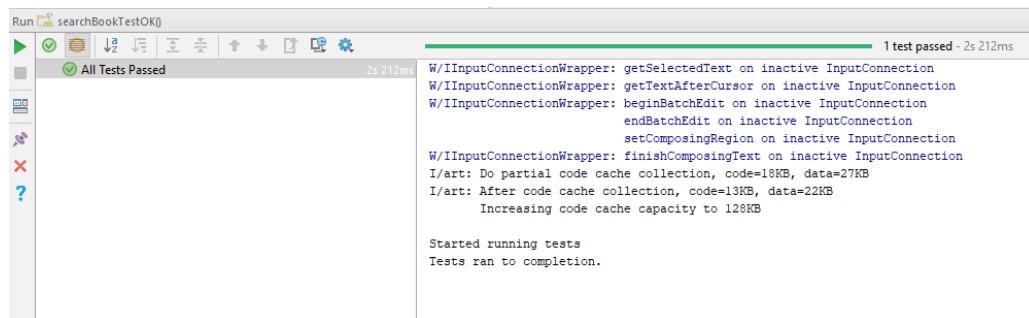 Run searchBookTestOK()
1 test passed - 2s 212ms
All Tests Passed 2s 212ms
W/IInputConnectionWrapper: getSelectedText on inactive InputConnection
W/IInputConnectionWrapper: getTextAfterCursor on inactive InputConnection
W/IInputConnectionWrapper: beginBatchEdit on inactive InputConnection
endBatchEdit on inactive InputConnection
setComposingRegion on inactive InputConnection
W/IInputConnectionWrapper: finishComposingText on inactive InputConnection
I/art: Do partial code cache collection, code=18KB, data=27KB
I/art: After code cache collection, code=13KB, data=22KB
Increasing code cache capacity to 128KB
Started running tests
Tests ran to completion.